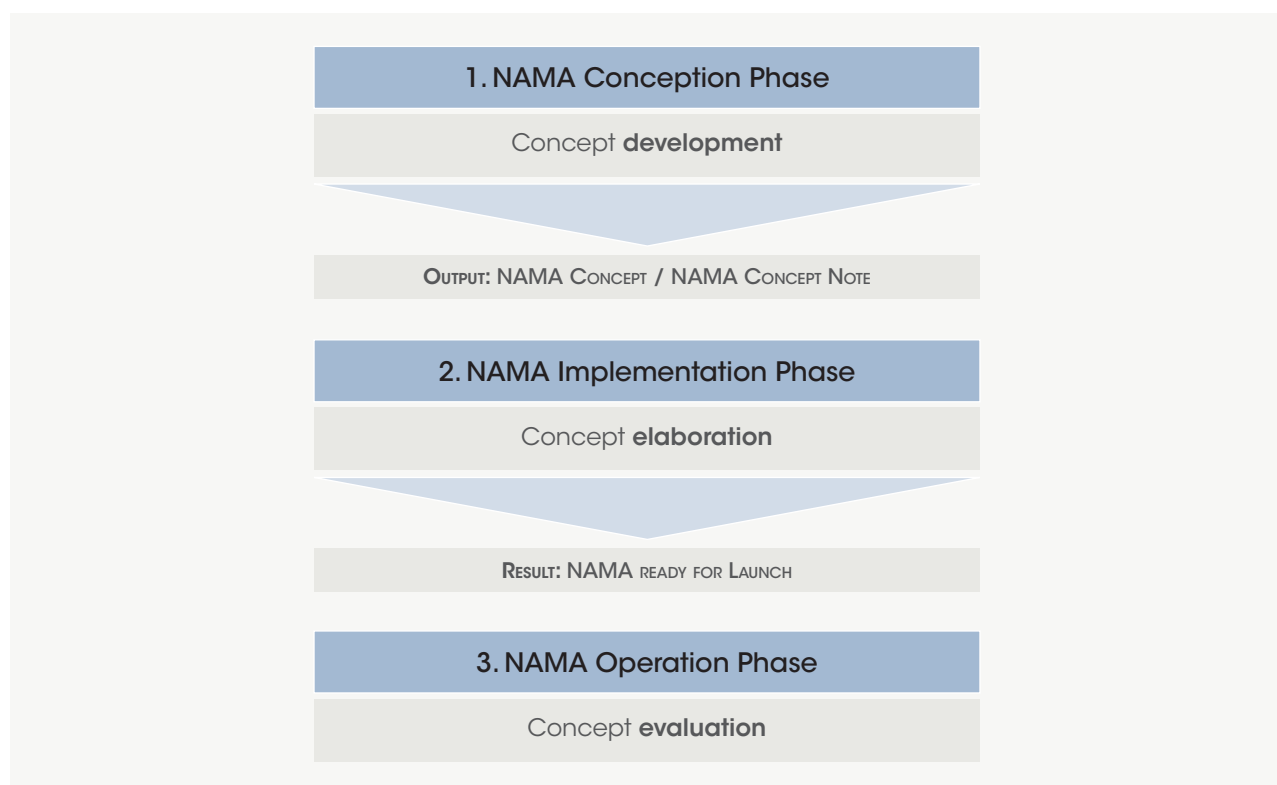 1. NAMA Conception Phase
Concept development
Output: NAMA Concept / NAMA Concept Note
2. NAMA Implementation Phase
Concept elaboration
Result: NAMA ready for Launch
3. NAMA Operation Phase
Concept evaluation